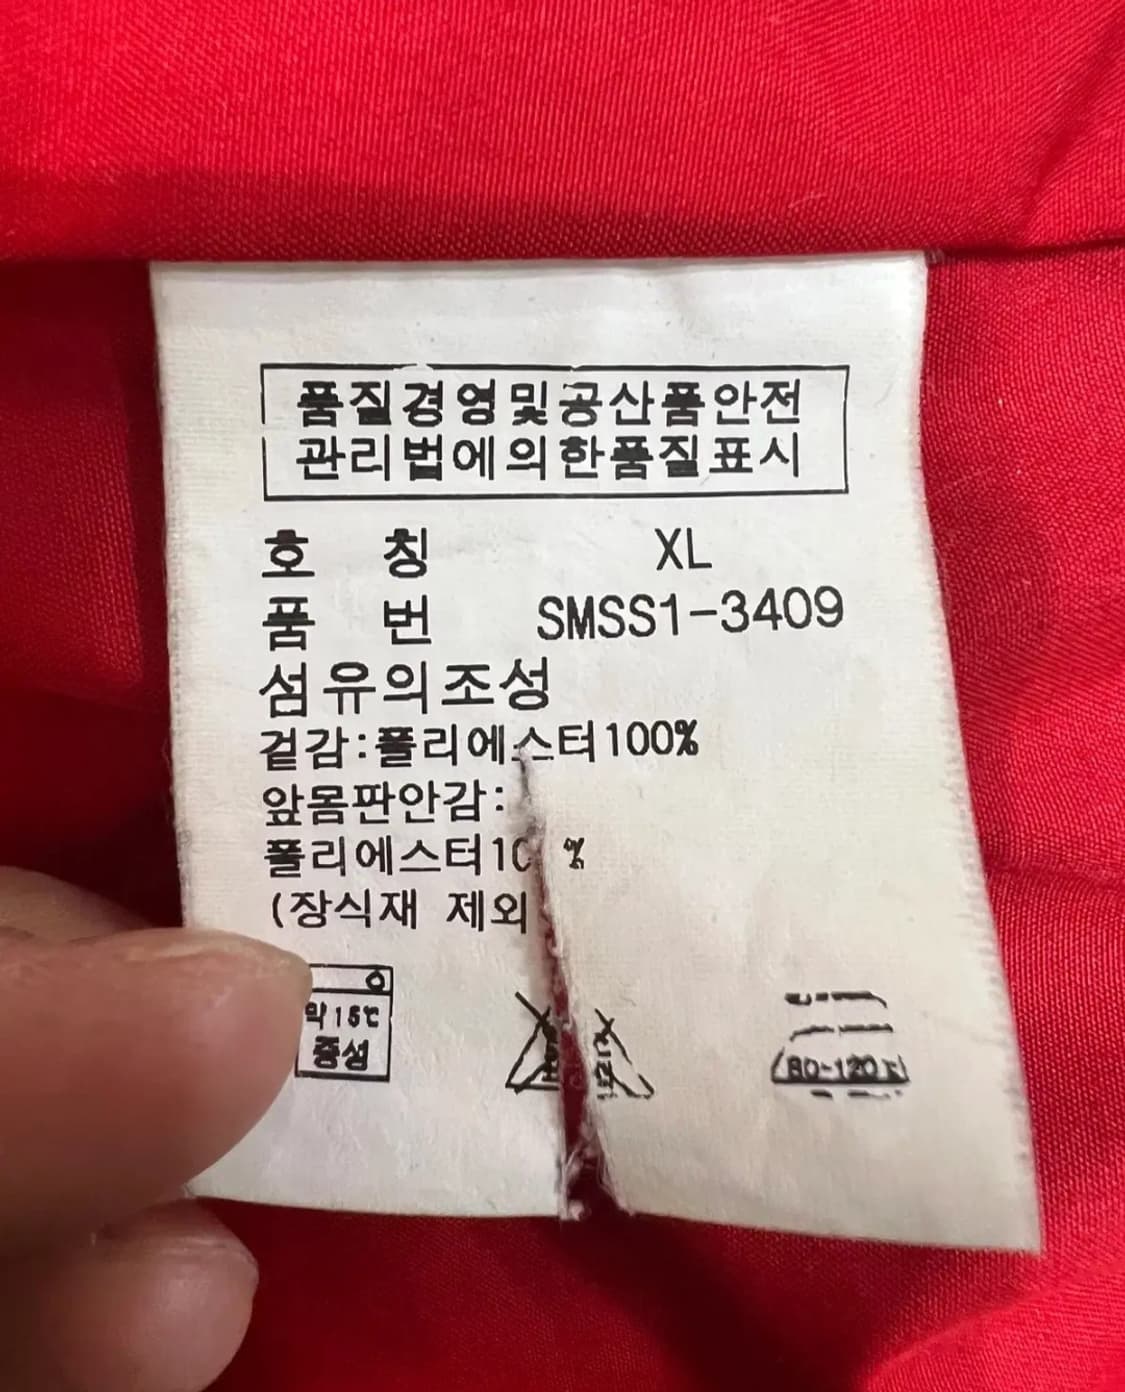 품질경영및공산품안전
관리법에의한품질표시
호 칭 XL
품 번 SMSS1-3409
섬유의조성
겉감:폴리에스터100%
앞몸판안감:
폴리에스터10 %
(장식재 제외
약15℃
중성
80-120℃